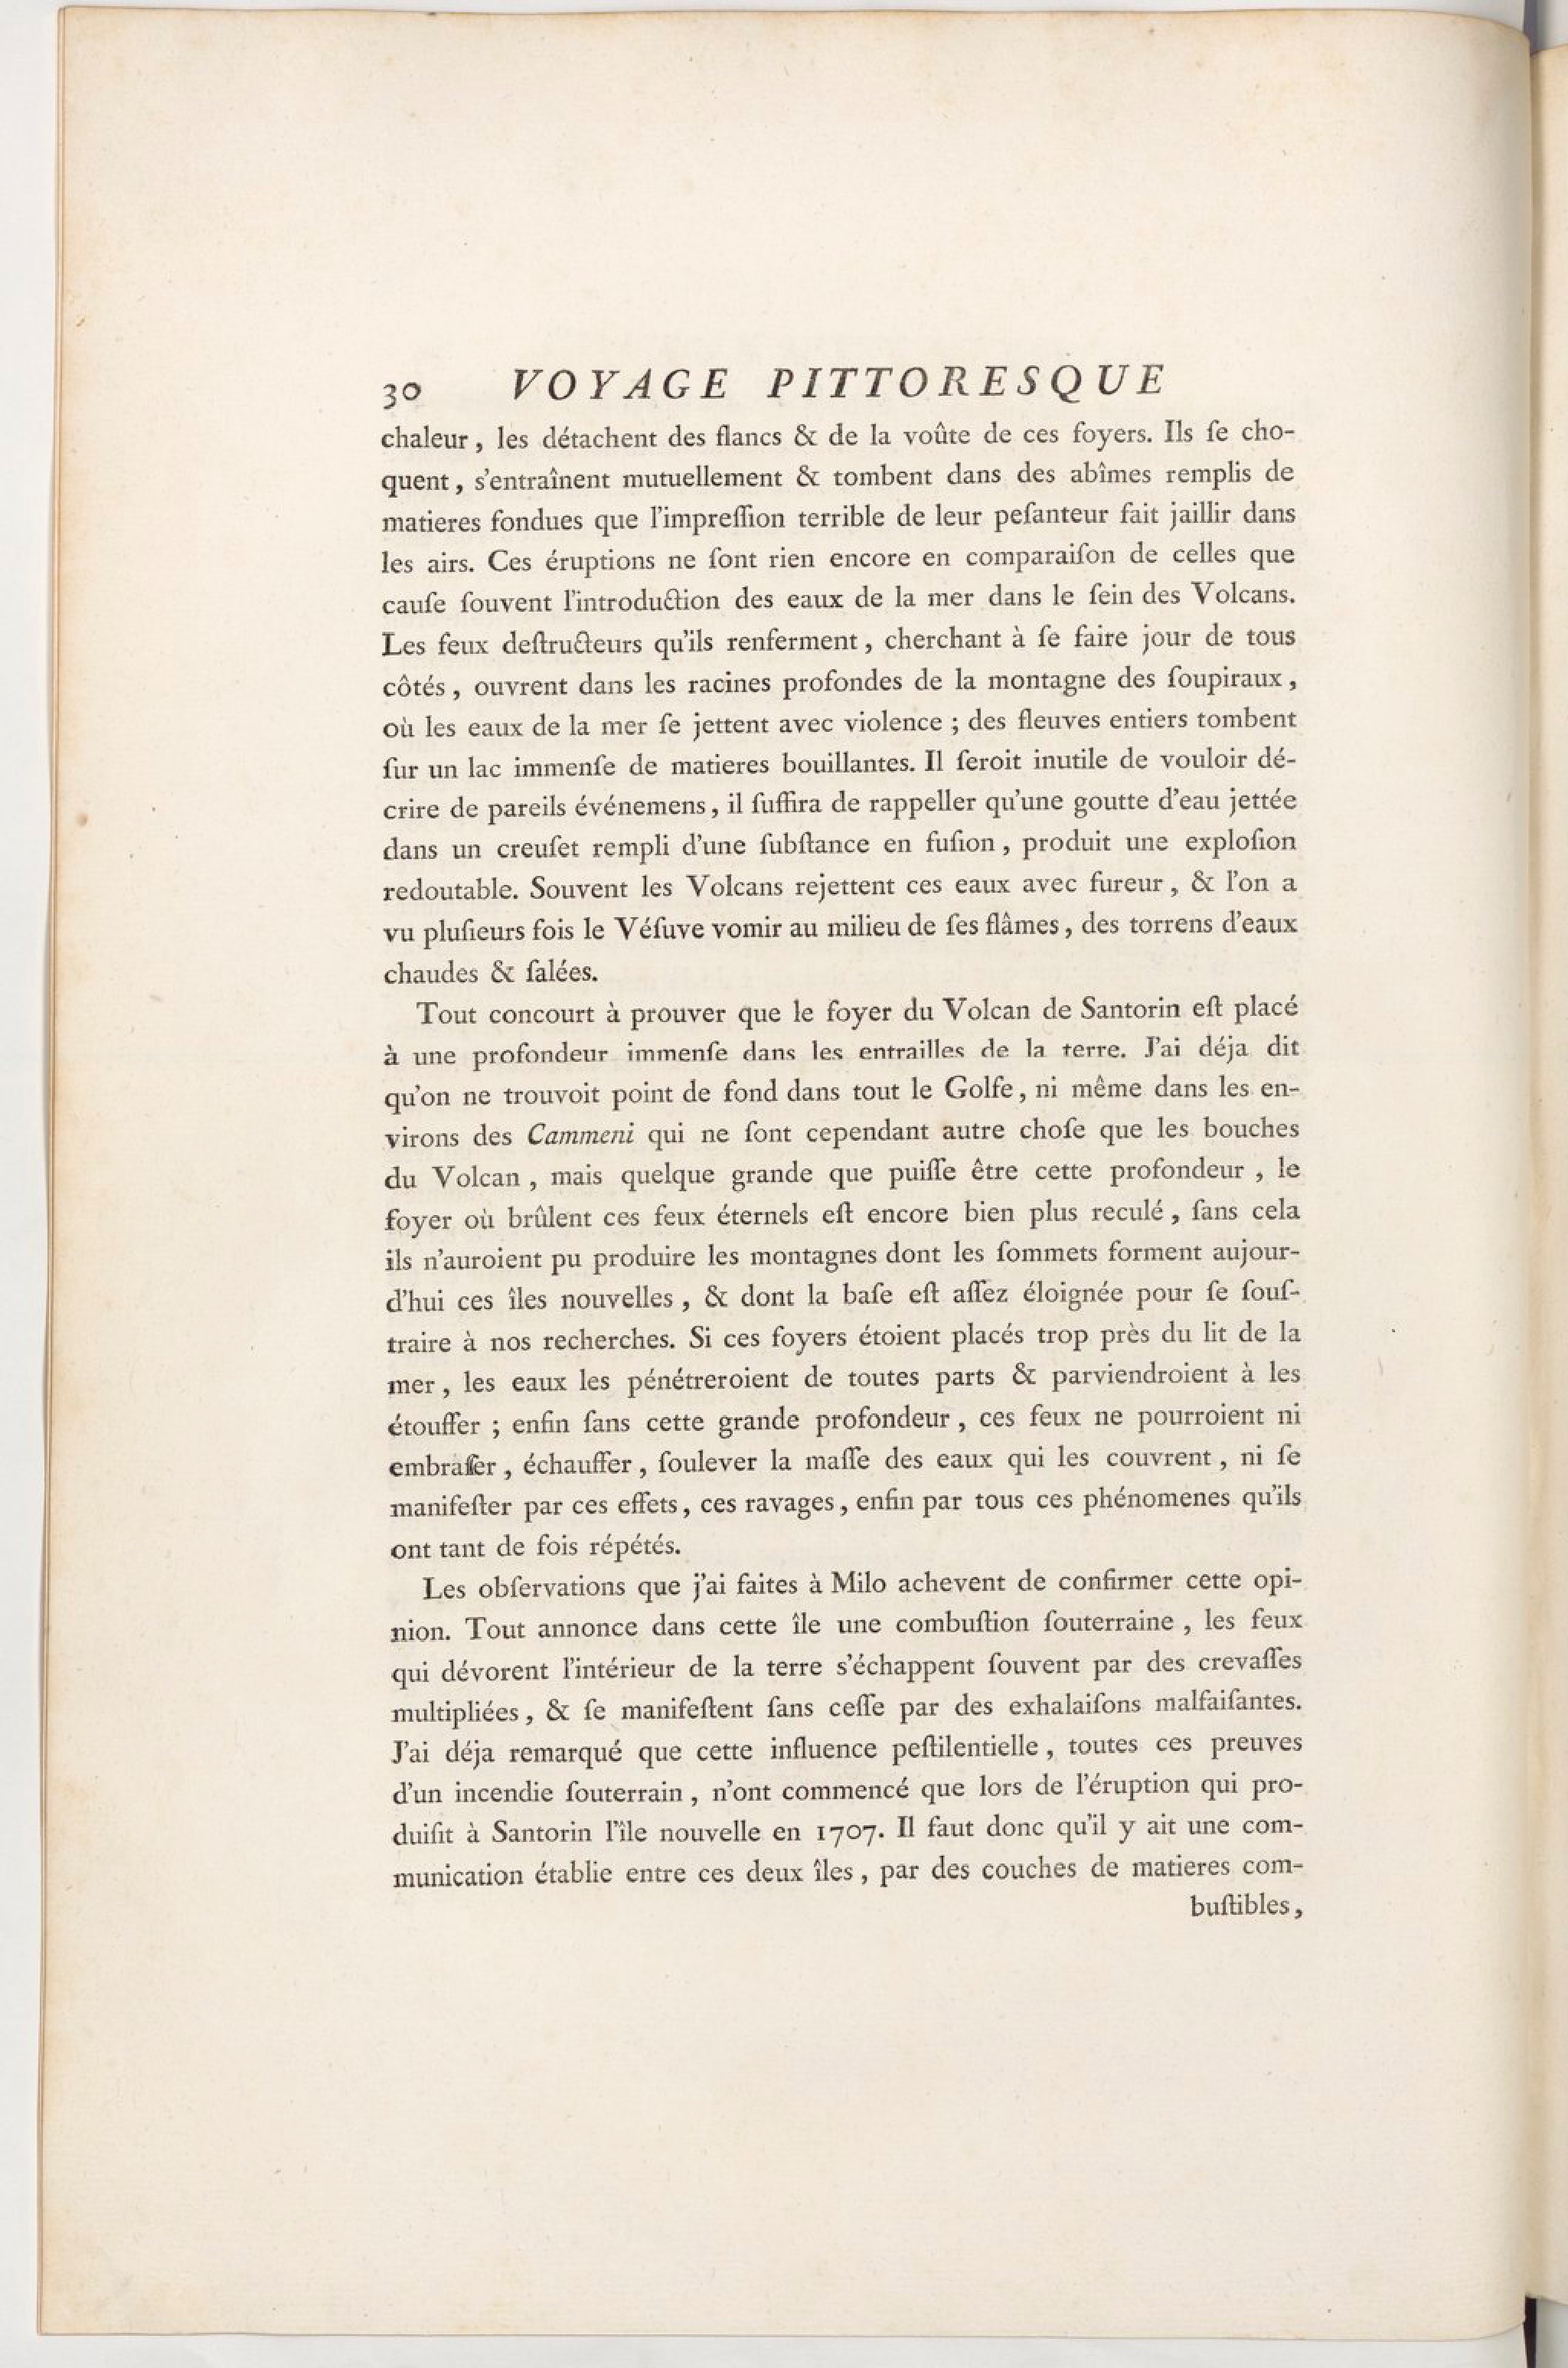 30 VOYAGE PITTORESQUE
chaleur, les détachent des flancs & de la voûte de ces foyers. Ils ſe cho-
quent, s'entraînent mutuellement & tombent dans des abîmes remplis de
matieres fondues que l'impreſſion terrible de leur peſanteur fait jaillir dans
les airs. Ces éruptions ne ſont rien encore en comparaiſon de celles que
cauſe ſouvent l'introduction des eaux de la mer dans le ſein des Volcans.
Les feux deſtructeurs qu'ils renferment, cherchant à ſe faire jour de tous
côtés, ouvrent dans les racines profondes de la montagne des ſoupiraux,
où les eaux de la mer ſe jettent avec violence ; des fleuves entiers tombent
ſur un lac immenſe de matieres bouillantes. Il ſeroit inutile de vouloir dé-
crire de pareils événemens, il ſuffira de rappeller qu'une goutte d'eau jettée
dans un creuſet rempli d'une ſubſtance en fuſion, produit une exploſion
redoutable. Souvent les Volcans rejettent ces eaux avec fureur, & l'on a
vu pluſieurs fois le Véſuve vomir au milieu de ſes flâmes, des torrens d'eaux
chaudes & ſalées.
Tout concourt à prouver que le foyer du Volcan de Santorin eſt placé
à une profondeur immenſe dans les entrailles de la terre. J'ai déja dit
qu'on ne trouvoit point de fond dans tout le Golfe, ni même dans les en-
virons des Cammeni qui ne ſont cependant autre choſe que les bouches
du Volcan, mais quelque grande que puiſſe être cette profondeur, le
foyer où brûlent ces feux éternels eſt encore bien plus reculé, ſans cela
ils n'auroient pu produire les montagnes dont les ſommets forment aujour-
d'hui ces îles nouvelles, & dont la baſe eſt aſſez éloignée pour ſe ſouſ-
traire à nos recherches. Si ces foyers étoient placés trop près du lit de la
mer, les eaux les pénétreroient de toutes parts & parviendroient à les
étouffer ; enfin ſans cette grande profondeur, ces feux ne pourroient ni
embraſer, échauffer, ſoulever la maſſe des eaux qui les couvrent, ni ſe
manifeſter par ces effets, ces ravages, enfin par tous ces phénomenes qu'ils
ont tant de fois répétés.
Les obſervations que j'ai faites à Milo achevent de confirmer cette opi-
nion. Tout annonce dans cette île une combuſtion ſouterraine, les feux
qui dévorent l'intérieur de la terre s'échappent ſouvent par des crevaſſes
multipliées, & ſe manifeſtent ſans ceſſe par des exhalaiſons malfaiſantes.
J'ai déja remarqué que cette influence peſtilentielle, toutes ces preuves
d'un incendie ſouterrain, n'ont commencé que lors de l'éruption qui pro-
duiſit à Santorin l'île nouvelle en 1707. Il faut donc qu'il y ait une com-
munication établie entre ces deux îles, par des couches de matieres com-
buſtibles,